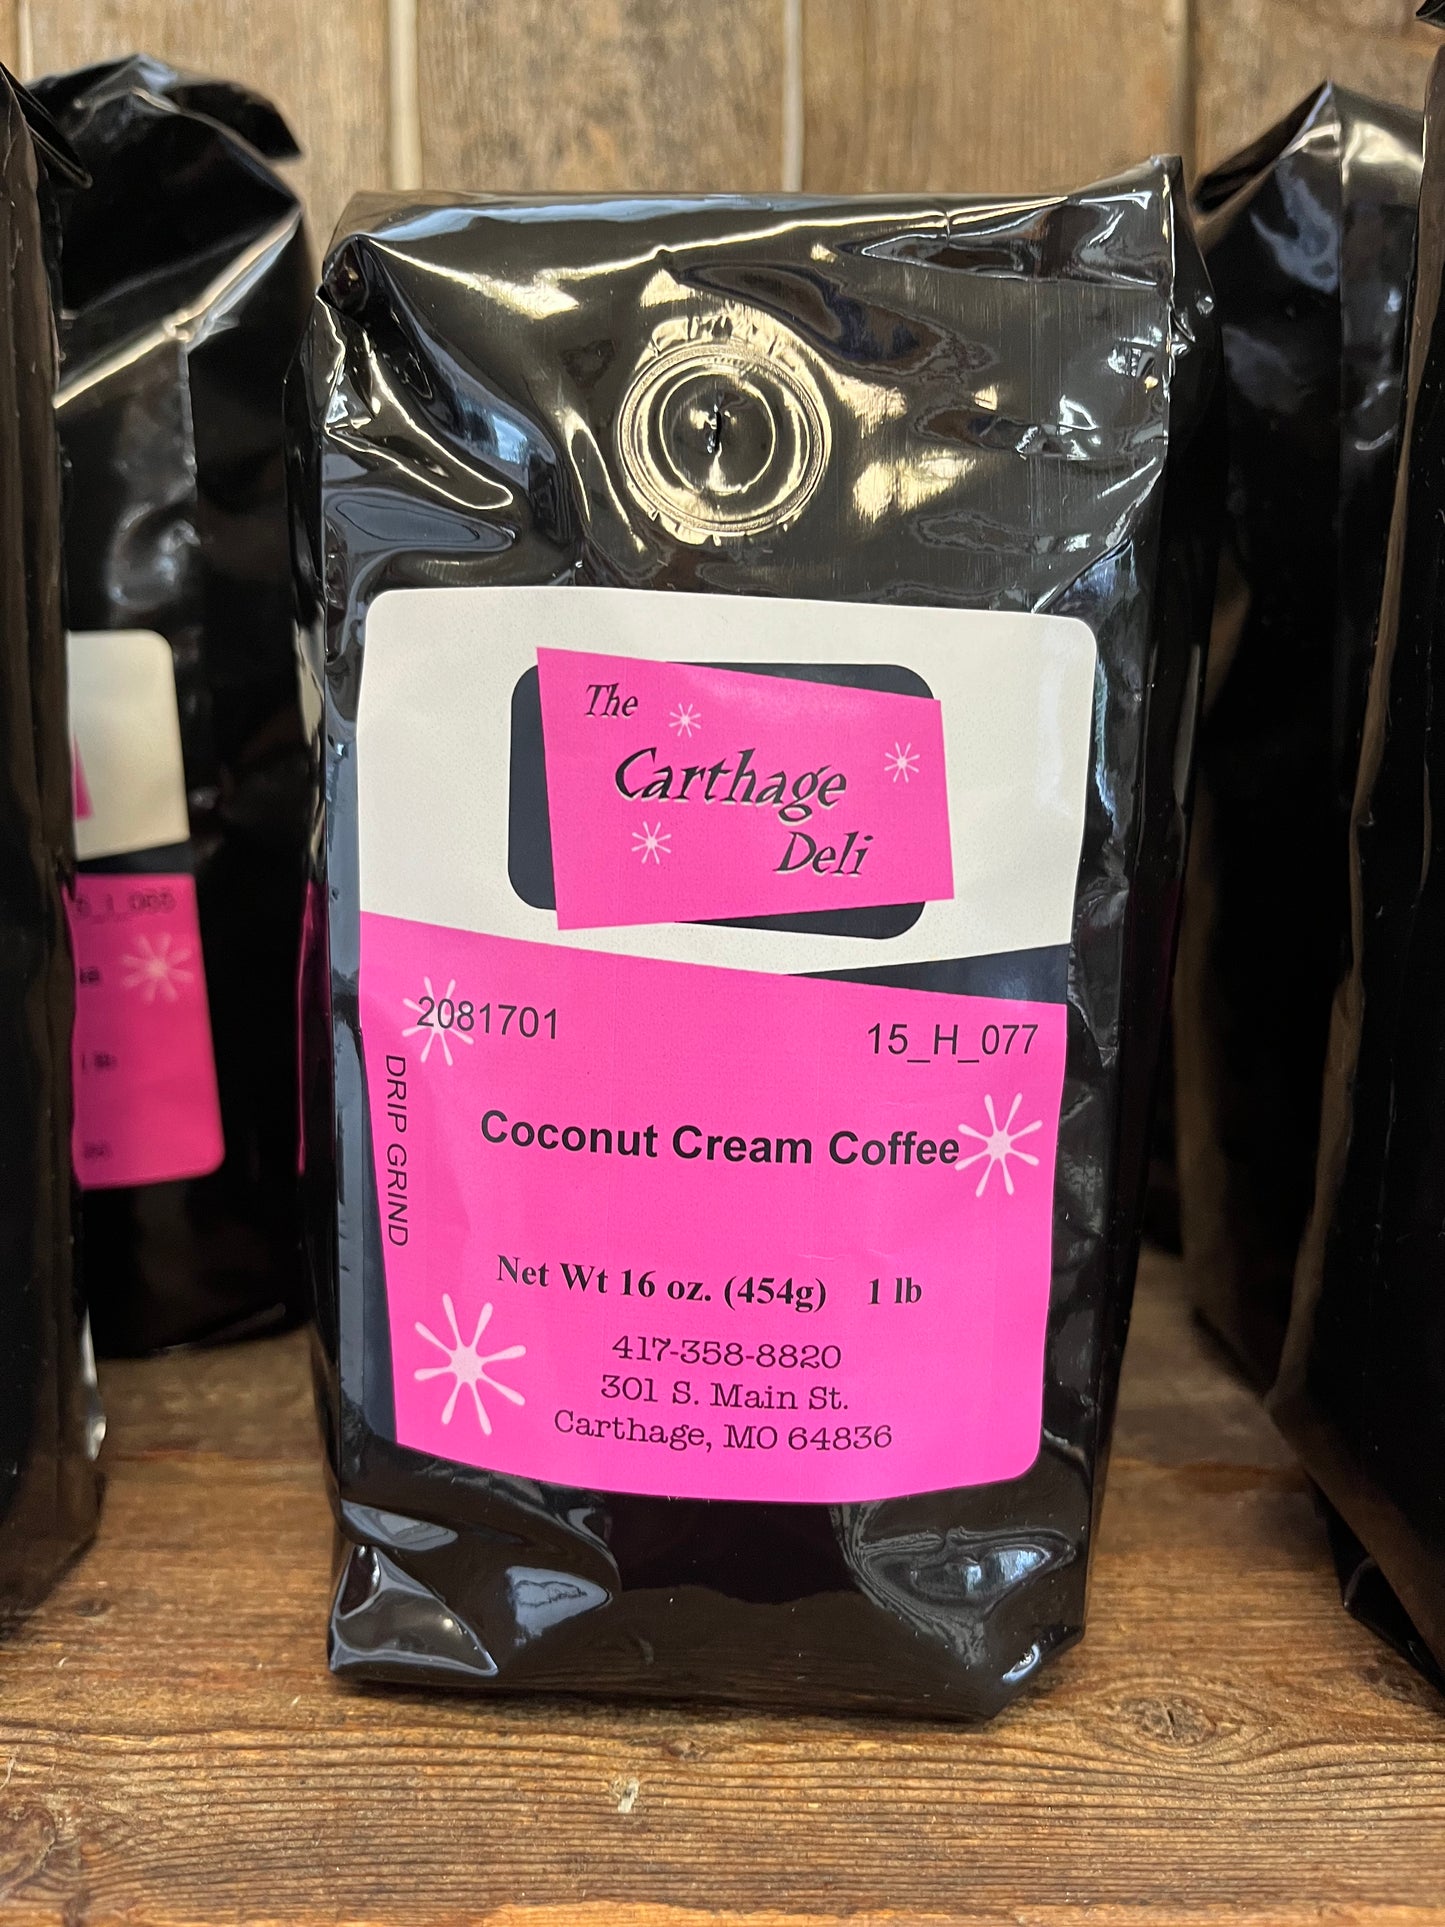 The
Carthage
Deli
2081701
15_H_077
DRIP GRIND
Coconut Cream Coffee
Net Wt 16 oz. (454g) 1 lb
417-358-8820
301 S. Main St.
Carthage, MO 64836